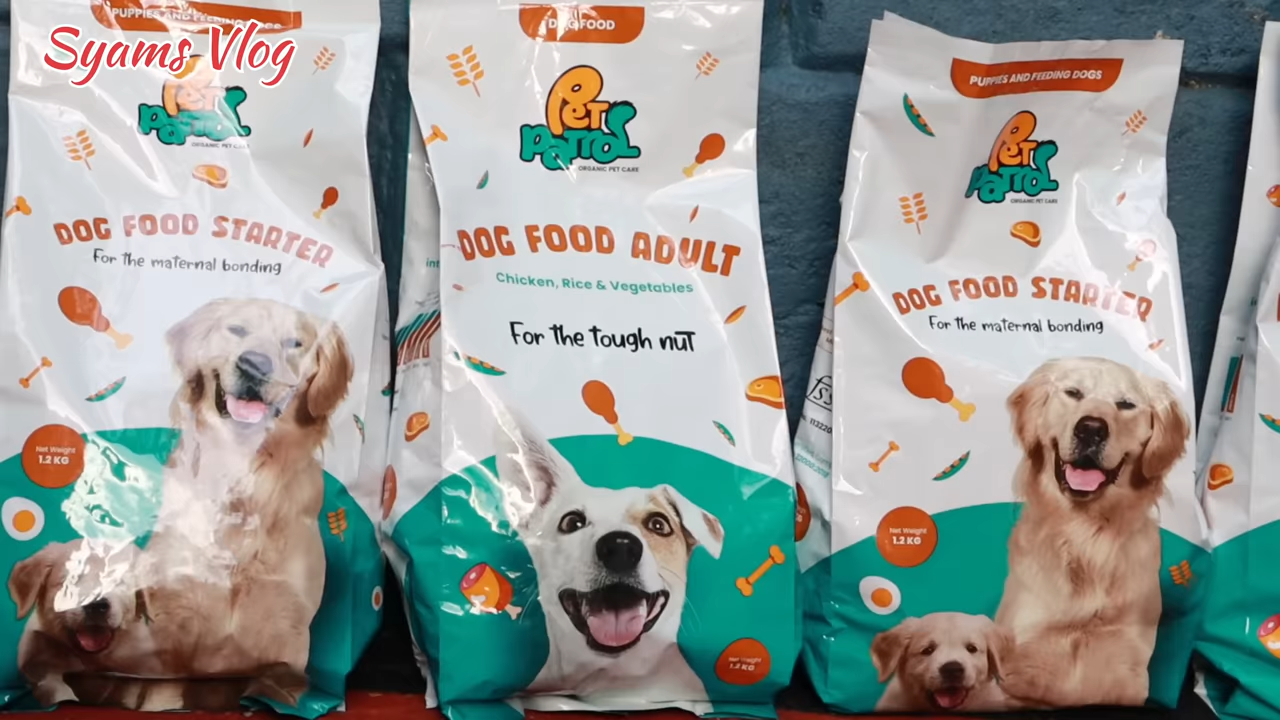 Syams Vlog
PUPPIES AND FEEDING DOGS
PET
PATROL
ORGANIC PET CARE
DOG FOOD STARTER
For the maternal bonding
Net Weight
1.2 KG
DOG FOOD
PET
PATROL
ORGANIC PET CARE
DOG FOOD ADULT
Chicken, Rice & Vegetables
For the tough nut
Net Weight
1.2 KG
PUPPIES AND FEEDING DOGS
PET
PATROL
ORGANIC PET CARE
DOG FOOD STARTER
For the maternal bonding
Net Weight
1.2 KG